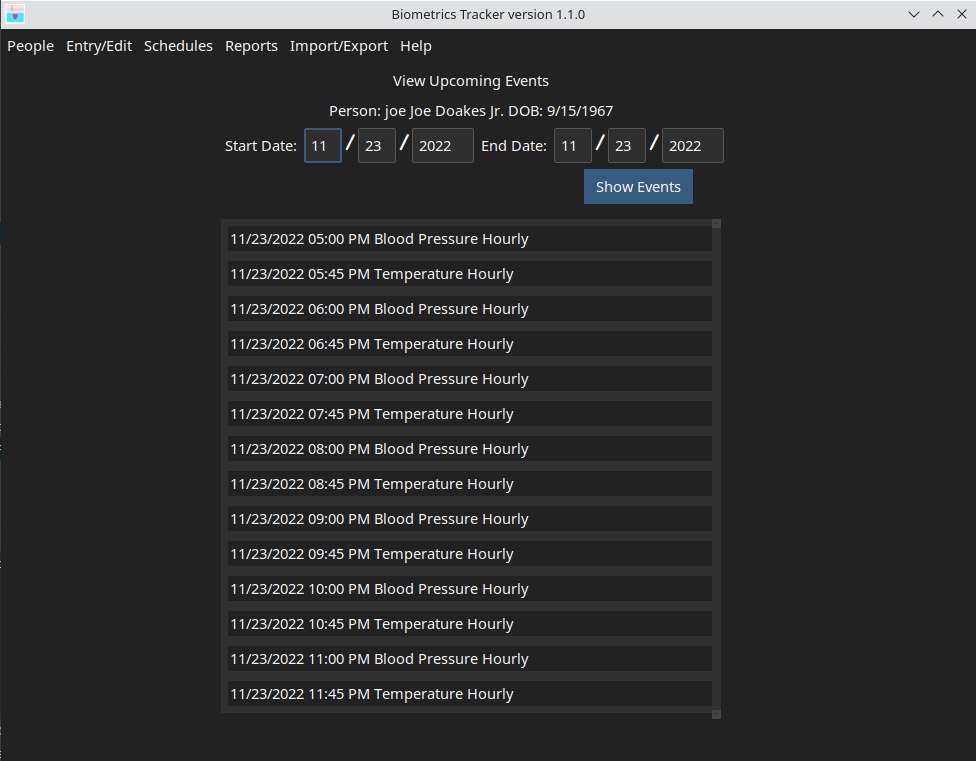 Biometrics Tracker version 1.1.0
People Entry/Edit Schedules Reports Import/Export Help
View Upcoming Events
Person: joe Joe Doakes Jr. DOB: 9/15/1967
Start Date: 11 / 23 / 2022 End Date: 11 / 23 / 2022
Show Events
11/23/2022 05:00 PM Blood Pressure Hourly
11/23/2022 05:45 PM Temperature Hourly
11/23/2022 06:00 PM Blood Pressure Hourly
11/23/2022 06:45 PM Temperature Hourly
11/23/2022 07:00 PM Blood Pressure Hourly
11/23/2022 07:45 PM Temperature Hourly
11/23/2022 08:00 PM Blood Pressure Hourly
11/23/2022 08:45 PM Temperature Hourly
11/23/2022 09:00 PM Blood Pressure Hourly
11/23/2022 09:45 PM Temperature Hourly
11/23/2022 10:00 PM Blood Pressure Hourly
11/23/2022 10:45 PM Temperature Hourly
11/23/2022 11:00 PM Blood Pressure Hourly
11/23/2022 11:45 PM Temperature Hourly